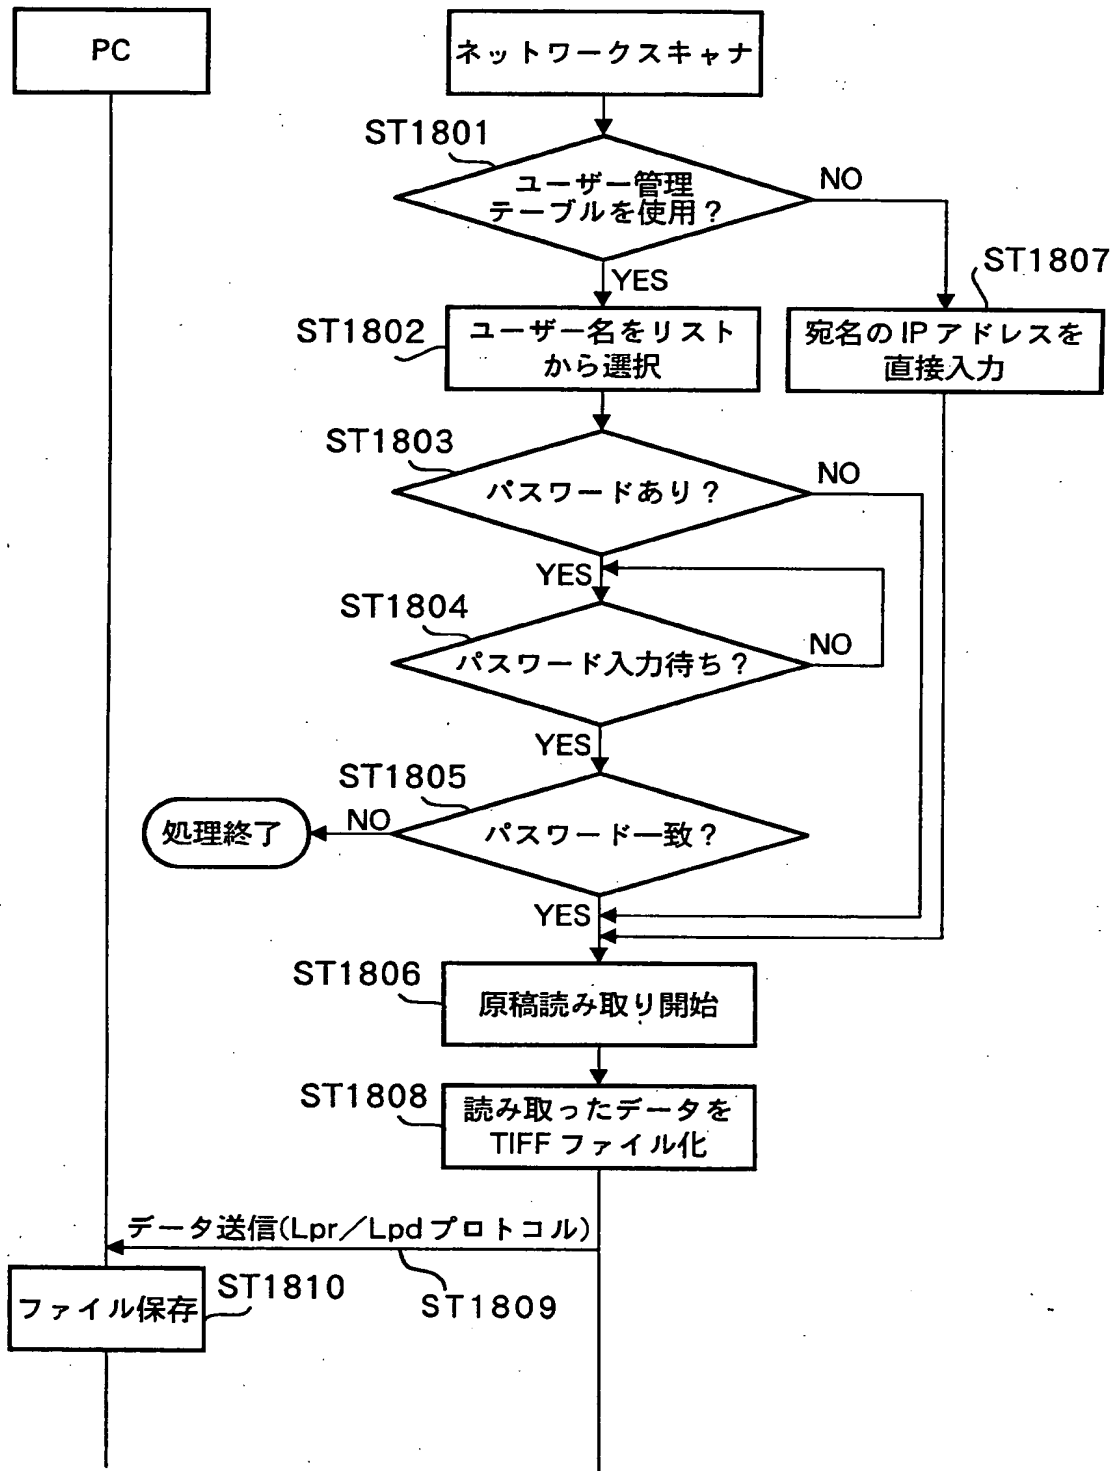 PC
ネットワークスキャナ
ST1801
ユーザー管理
テーブルを使用？
NO
YES
ST1807
宛名のIPアドレスを
直接入力
ST1802
ユーザー名をリスト
から選択
ST1803
パスワードあり？
NO
YES
ST1804
パスワード入力待ち？
NO
YES
ST1805
パスワード一致？
NO
処理終了
YES
ST1806
原稿読み取り開始
ST1808
読み取ったデータを
TIFFファイル化
データ送信(Lpr／Lpdプロトコル)
ST1809
ST1810
ファイル保存